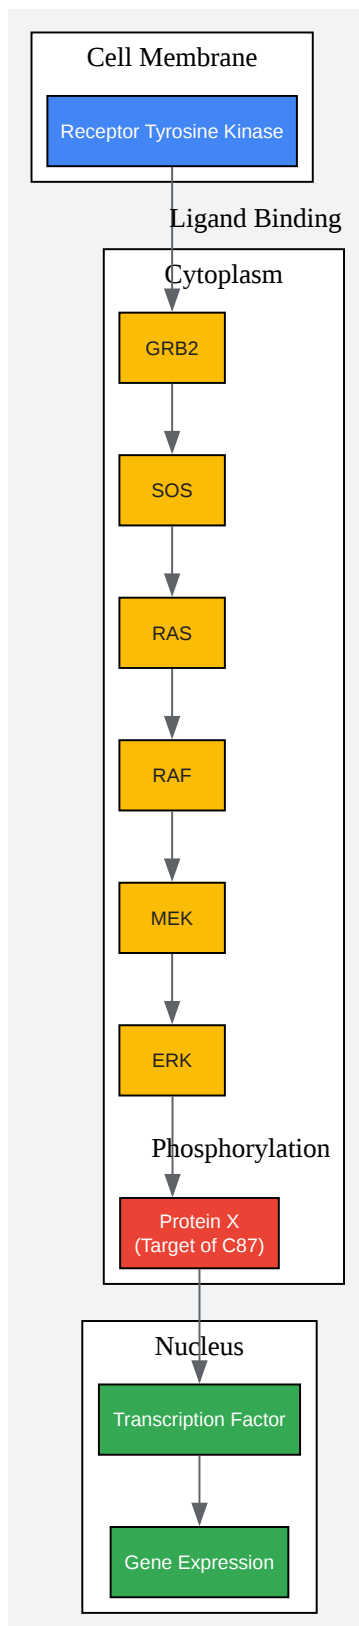 Cell Membrane
Receptor Tyrosine Kinase
Ligand Binding
Cytoplasm
GRB2
SOS
RAS
RAF
MEK
ERK
Phosphorylation
Protein X
(Target of C87)
Nucleus
Transcription Factor
Gene Expression